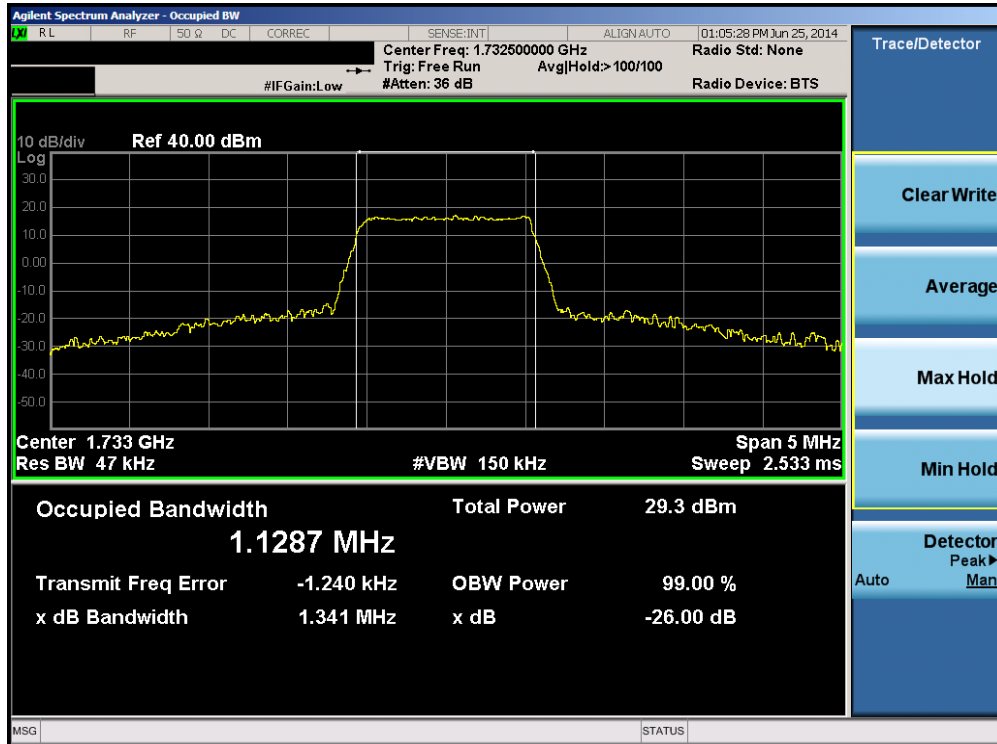 Agilent Spectrum Analyzer - Occupied BW
LXI RL RF 50 Ω DC CORREC SENSE:INT ALIGN AUTO 01:05:28 PM Jun 25, 2014
Center Freq: 1.732500000 GHz Radio Std: None
Trig: Free Run Avg|Hold:>100/100
#IFGain:Low #Atten: 36 dB Radio Device: BTS
Trace/Detector
10 dB/div Ref 40.00 dBm
Log
30.0
20.0
10.0
0.00
-10.0
-20.0
-30.0
-40.0
-50.0
Center 1.733 GHz Span 5 MHz
Res BW 47 kHz #VBW 150 kHz Sweep 2.533 ms
Occupied Bandwidth Total Power 29.3 dBm
1.1287 MHz
Transmit Freq Error -1.240 kHz OBW Power 99.00 %
x dB Bandwidth 1.341 MHz x dB -26.00 dB
Clear Write
Average
Max Hold
Min Hold
Detector
Peak▶
Auto Man
MSG STATUS